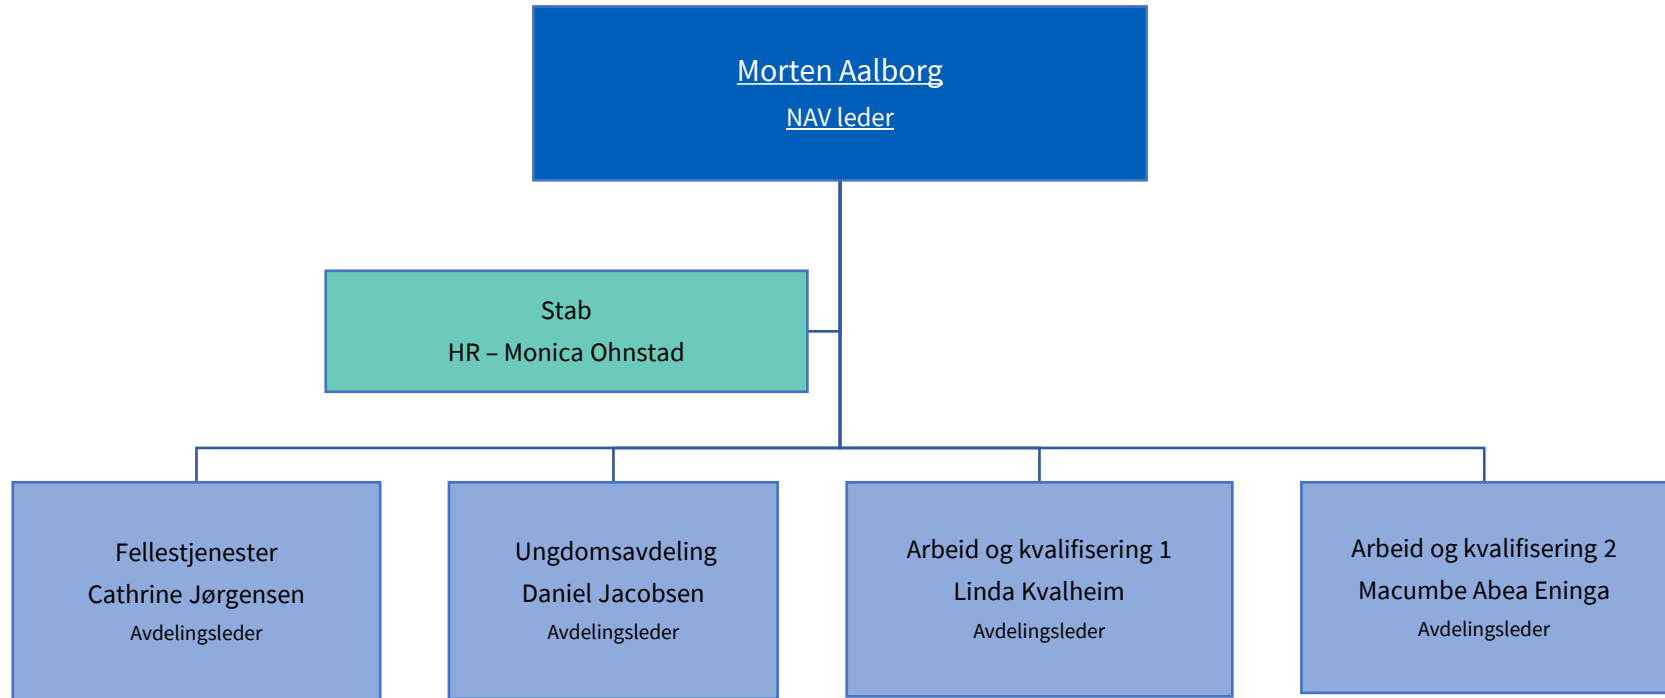 Morten Aalborg
NAV leder
Stab
HR – Monica Ohnstad
Fellestjenester
Cathrine Jørgensen
Avdelingsleder
Ungdomsavdeling
Daniel Jacobsen
Avdelingsleder
Arbeid og kvalifisering 1
Linda Kvalheim
Avdelingsleder
Arbeid og kvalifisering 2
Macumbe Abea Eninga
Avdelingsleder